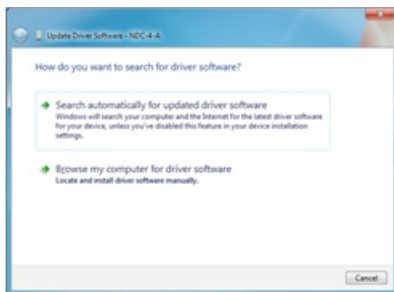 Update Driver Software - NDC-4-A
How do you want to search for driver software?
Search automatically for updated driver software
Windows will search your computer and the Internet for the latest driver software
for your device, unless you've disabled this feature in your device installation
settings.
Browse my computer for driver software
Locate and install driver software manually.
Cancel